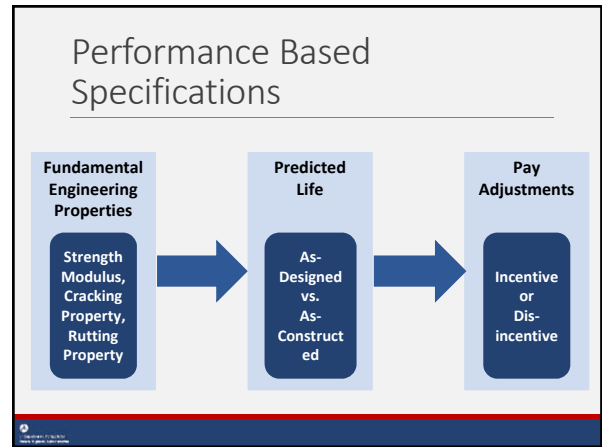 Performance Based
Specifications
Fundamental
Engineering
Properties
Strength
Modulus,
Cracking
Property,
Rutting
Property
Predicted
Life
As-
Designed
vs.
As-
Construct
ed
Pay
Adjustments
Incentive
or
Dis-
incentive